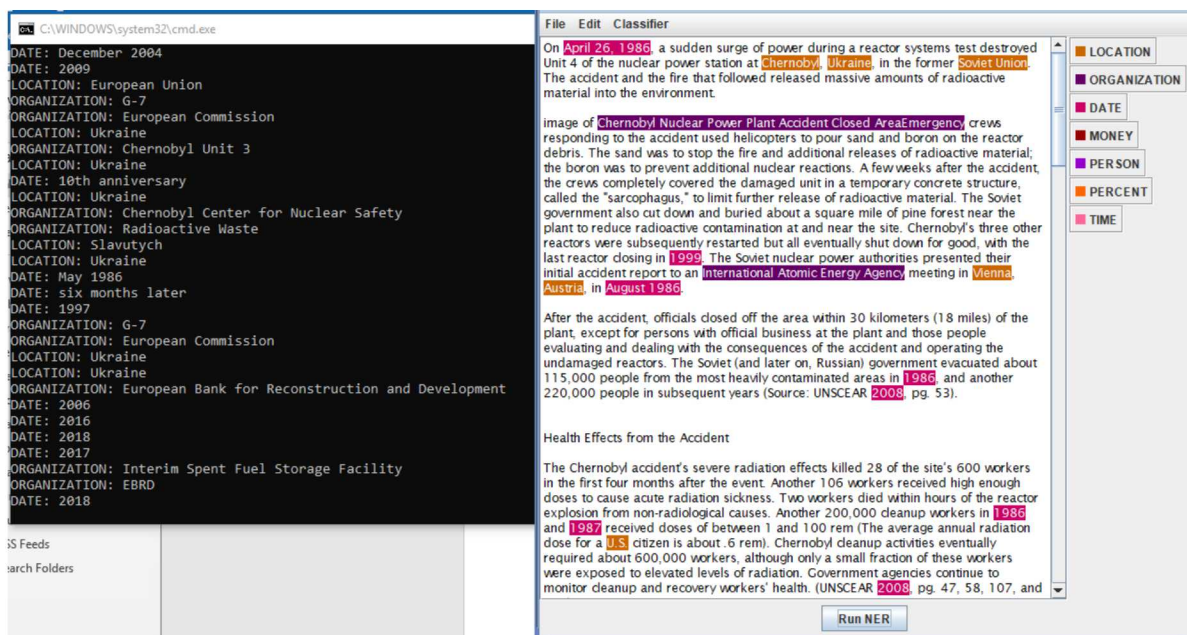 C:\WINDOWS\system32\cmd.exe
DATE: December 2004
DATE: 2009
LOCATION: European Union
ORGANIZATION: G-7
ORGANIZATION: European Commission
LOCATION: Ukraine
ORGANIZATION: Chernobyl Unit 3
LOCATION: Ukraine
DATE: 10th anniversary
LOCATION: Ukraine
ORGANIZATION: Chernobyl Center for Nuclear Safety
ORGANIZATION: Radioactive Waste
LOCATION: Slavutych
LOCATION: Ukraine
DATE: May 1986
DATE: six months later
DATE: 1997
ORGANIZATION: G-7
ORGANIZATION: European Commission
LOCATION: Ukraine
LOCATION: Ukraine
ORGANIZATION: European Bank for Reconstruction and Development
DATE: 2006
DATE: 2016
DATE: 2018
DATE: 2017
ORGANIZATION: Interim Spent Fuel Storage Facility
ORGANIZATION: EBRD
DATE: 2018
SS Feeds
earch Folders
File Edit Classifier
On April 26, 1986, a sudden surge of power during a reactor systems test destroyed
Unit 4 of the nuclear power station at Chernobyl, Ukraine, in the former Soviet Union.
The accident and the fire that followed released massive amounts of radioactive
material into the environment.
image of Chernobyl Nuclear Power Plant Accident Closed AreaEmergency crews
responding to the accident used helicopters to pour sand and boron on the reactor
debris. The sand was to stop the fire and additional releases of radioactive material;
the boron was to prevent additional nuclear reactions. A few weeks after the accident,
the crews completely covered the damaged unit in a temporary concrete structure,
called the "sarcophagus," to limit further release of radioactive material. The Soviet
government also cut down and buried about a square mile of pine forest near the
plant to reduce radioactive contamination at and near the site. Chernobyl's three other
reactors were subsequently restarted but all eventually shut down for good, with the
last reactor closing in 1999. The Soviet nuclear power authorities presented their
initial accident report to an International Atomic Energy Agency meeting in Vienna,
Austria, in August 1986.
After the accident, officials closed off the area within 30 kilometers (18 miles) of the
plant, except for persons with official business at the plant and those people
evaluating and dealing with the consequences of the accident and operating the
undamaged reactors. The Soviet (and later on, Russian) government evacuated about
115,000 people from the most heavily contaminated areas in 1986, and another
220,000 people in subsequent years (Source: UNSCEAR 2008, pg. 53).
Health Effects from the Accident
The Chernobyl accident's severe radiation effects killed 28 of the site's 600 workers
in the first four months after the event. Another 106 workers received high enough
doses to cause acute radiation sickness. Two workers died within hours of the reactor
explosion from non-radiological causes. Another 200,000 cleanup workers in 1986
and 1987 received doses of between 1 and 100 rem (The average annual radiation
dose for a U.S. citizen is about .6 rem). Chernobyl cleanup activities eventually
required about 600,000 workers, although only a small fraction of these workers
were exposed to elevated levels of radiation. Government agencies continue to
monitor cleanup and recovery workers' health. (UNSCEAR 2008, pg. 47, 58, 107, and
LOCATION
ORGANIZATION
DATE
MONEY
PERSON
PERCENT
TIME
Run NER